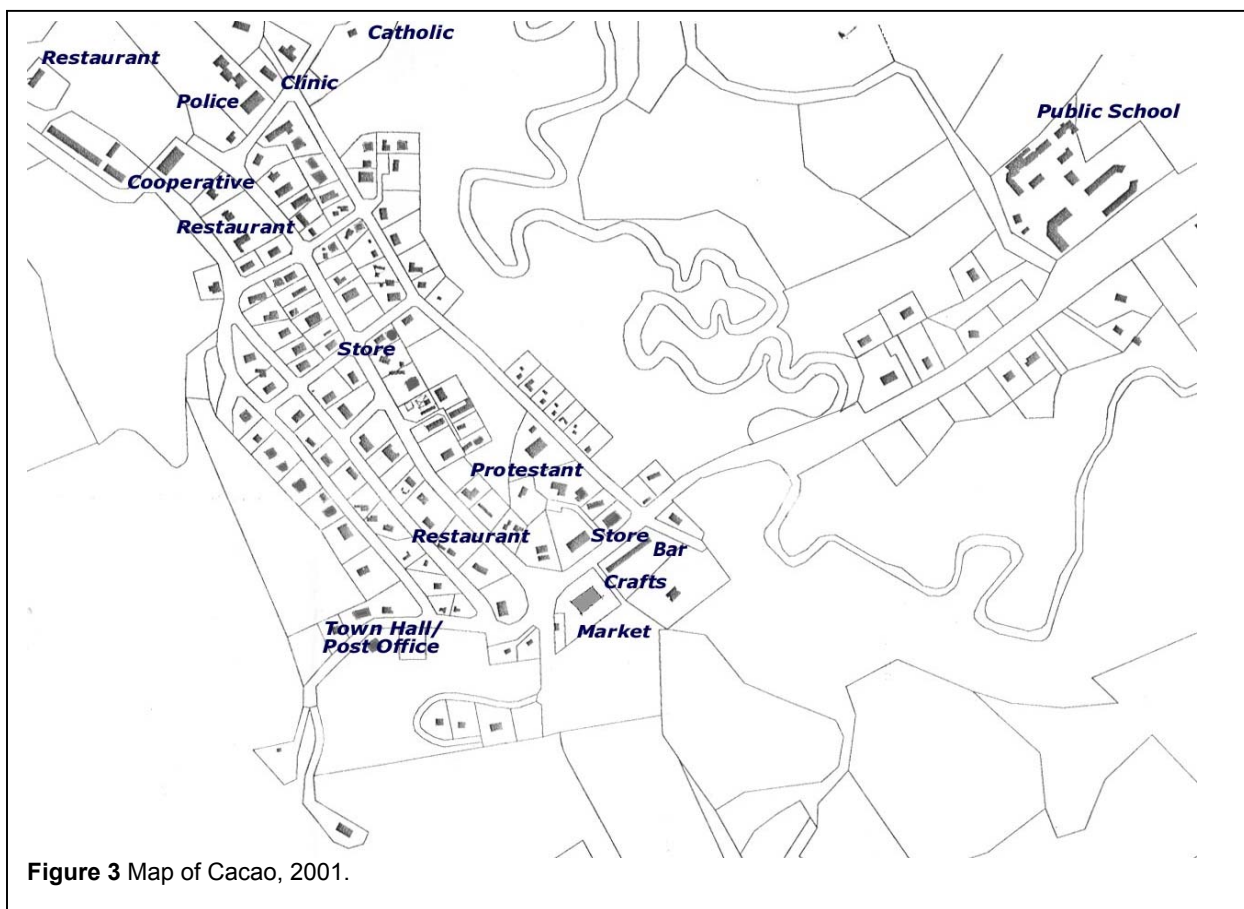 Catholic
Restaurant
Clinic
Police
Public School
Cooperative
Restaurant
Store
Protestant
Restaurant
Store
Bar
Crafts
Town Hall/
Post Office
Market
Figure 3 Map of Cacao, 2001.